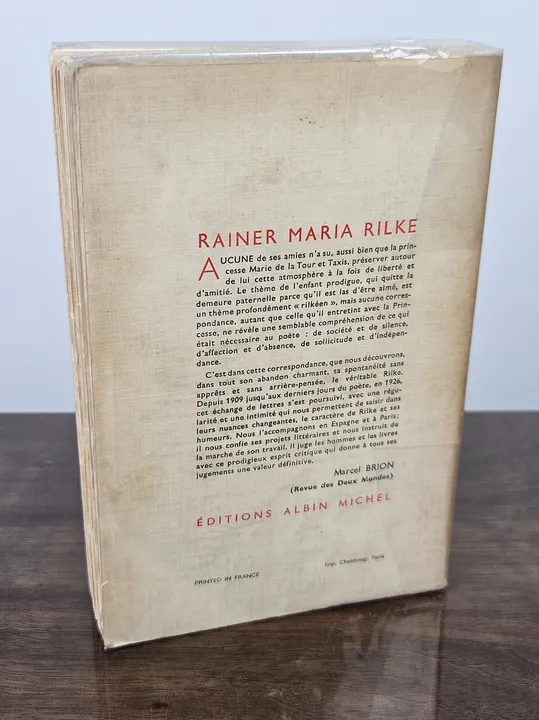 RAINER MARIA RILKE
AUCUNE de ses amies n'a su, aussi bien que la prin-
cesse Marie de la Tour et Taxis, préserver autour
de lui cette atmosphère à la fois de liberté et
d'amitié. Le thème de l'enfant prodigue, qui quitte la
demeure paternelle parce qu'il est las d'être aimé, est
un thème profondément « rilkéen », mais aucune corres-
pondance, autant que celle qu'il entretint avec la Prin-
cesse, ne révèle une semblable compréhension de ce qui
était nécessaire au poète : de société et de silence,
d'affection et d'absence, de sollicitude et d'indépen-
dance.
C'est dans cette correspondance, que nous découvrons,
dans tout son abandon charmant, sa spontanéité sans
apprêts et sans arrière-pensée, le véritable Rilke.
Depuis 1909 jusqu'aux derniers jours du poète, en 1926,
cet échange de lettres s'est poursuivi, avec une régu-
larité et une intimité qui nous permettent de saisir dans
leurs nuances changeantes, le caractère de Rilke et ses
humeurs. Nous l'accompagnons en Espagne et à Paris;
il nous confie ses projets littéraires et nous instruit de
la marche de son travail. Il juge les hommes et les livres
avec ce prodigieux esprit critique qui donne à tous ses
jugements une valeur définitive.
Marcel BRION
(Revue des Deux Mondes)
ÉDITIONS ALBIN MICHEL
PRINTED IN FRANCE
Imp. Chantenay, Paris